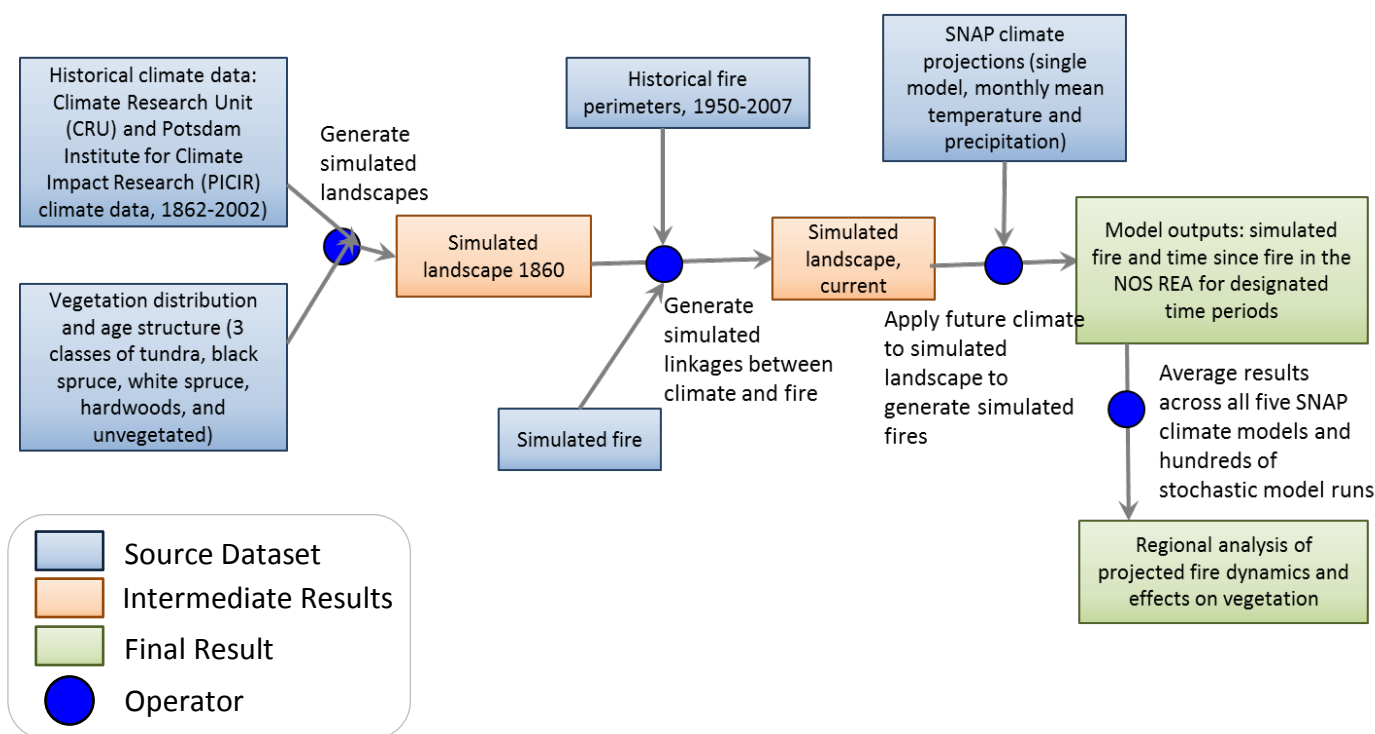 Historical climate data:
Climate Research Unit
(CRU) and Potsdam
Institute for Climate
Impact Research (PICIR)
climate data, 1862-2002)
Generate
simulated
landscapes
Vegetation distribution
and age structure (3
classes of tundra, black
spruce, white spruce,
hardwoods, and
unvegetated)
Simulated
landscape 1860
Historical fire
perimeters, 1950-2007
Generate
simulated
linkages between
climate and fire
Simulated fire
Simulated
landscape,
current
SNAP climate
projections (single
model, monthly mean
temperature and
precipitation)
Apply future climate
to simulated
landscape to
generate simulated
fires
Model outputs: simulated
fire and time since fire in the
NOS REA for designated
time periods
Average results
across all five SNAP
climate models and
hundreds of
stochastic model runs
Regional analysis of
projected fire dynamics and
effects on vegetation
Source Dataset
Intermediate Results
Final Result
Operator